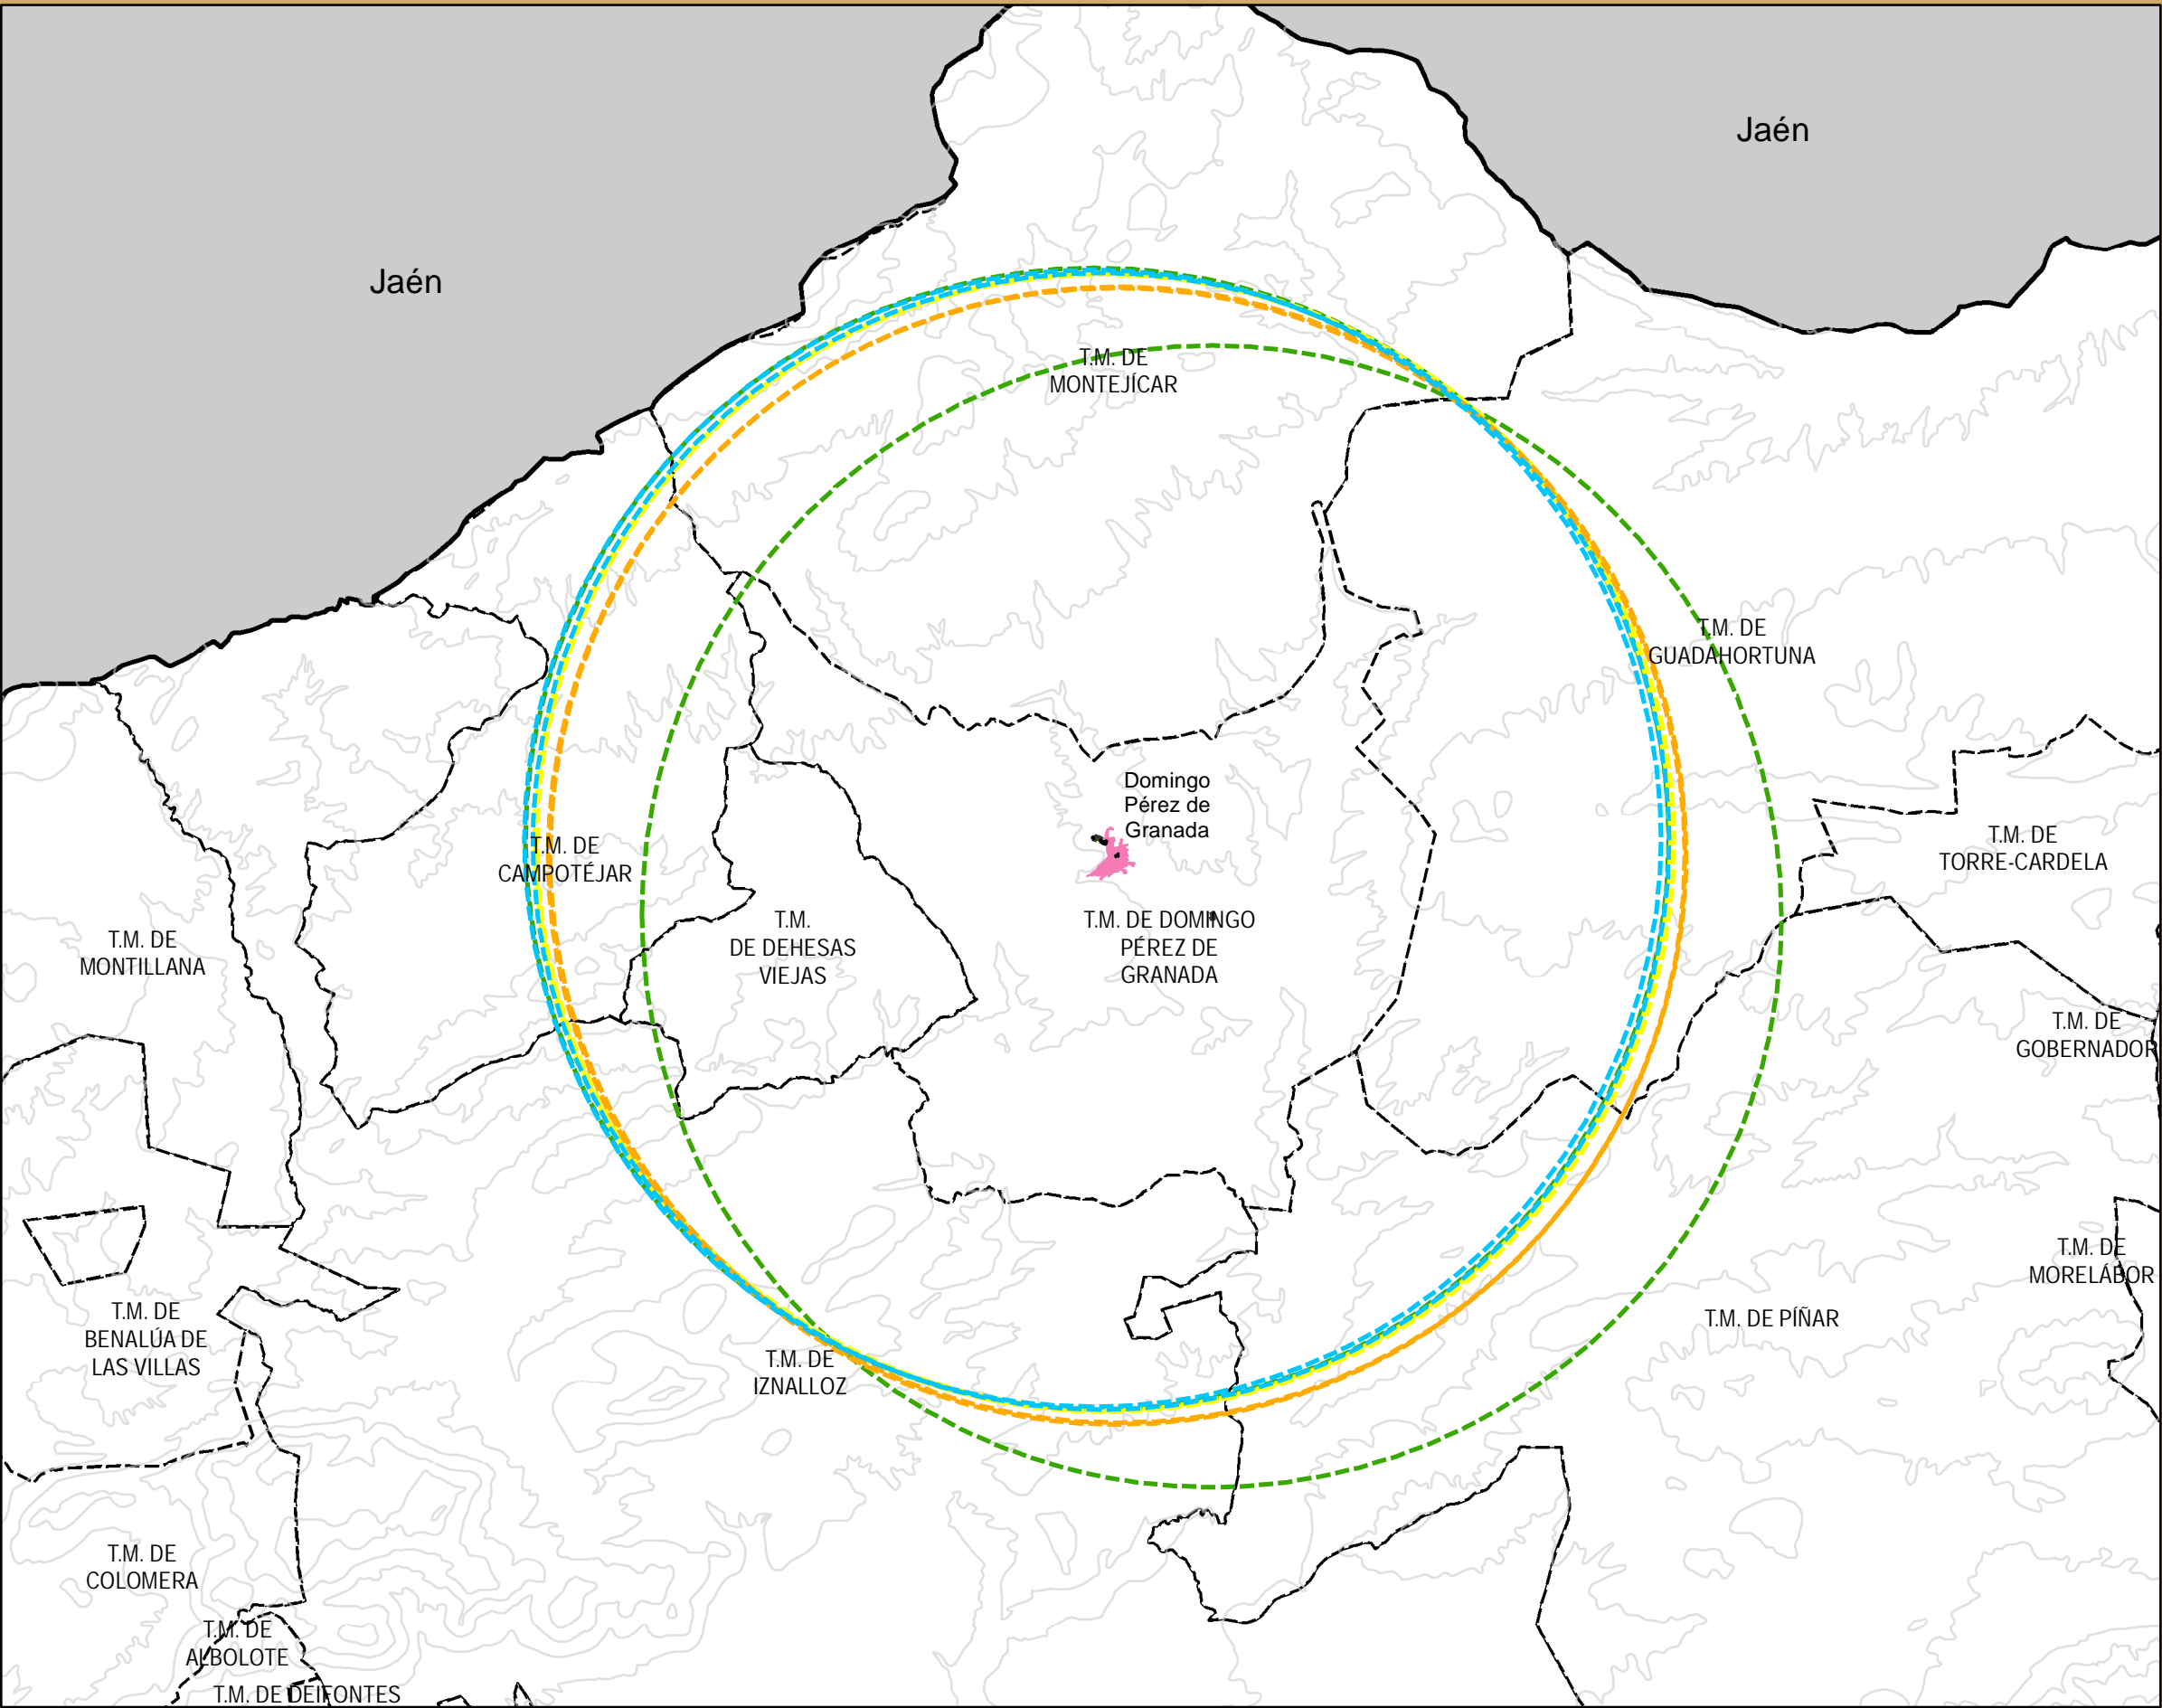 Jaén
Jaén
T.M. DE
MONTEJÍCAR
T.M. DE
GUADAHORTUNA
Domingo
Pérez de
Granada
T.M. DE
CAMPOTÉJAR
T.M. DE
TORRE-CARDELA
T.M.
DE DEHESAS
VIEJAS
T.M. DE DOMINGO
PÉREZ DE
GRANADA
T.M. DE
MONTILLANA
T.M. DE
GOBERNADOR
T.M. DE
MORELÁBOR
T.M. DE
BENALÚA DE
LAS VILLAS
T.M. DE PÍÑAR
T.M. DE
IZNALLOZ
T.M. DE
COLOMERA
T.M. DE
ALBOLOTE
T.M. DE DEIFONTES